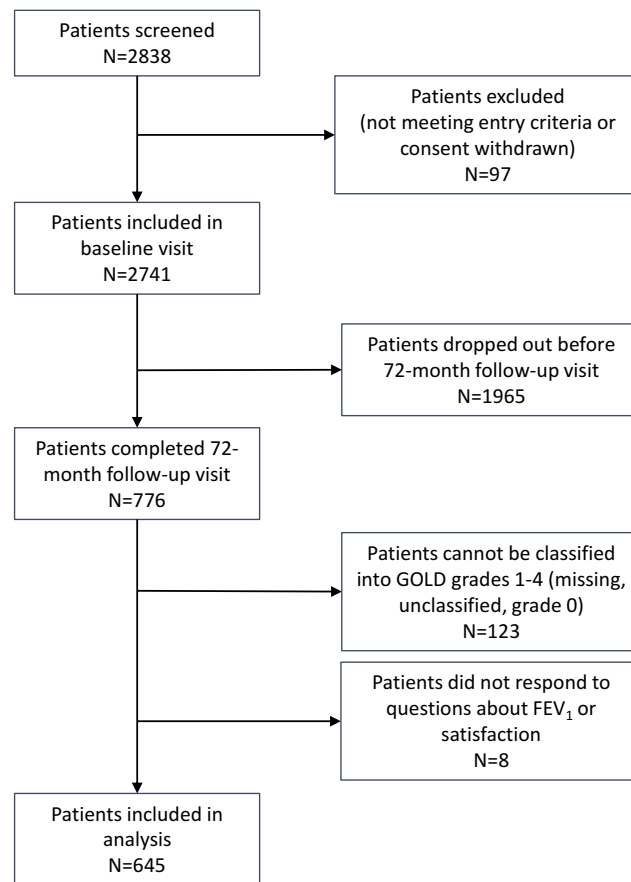 Patients screened
N=2838
Patients excluded
(not meeting entry criteria or
consent withdrawn)
N=97
Patients included in
baseline visit
N=2741
Patients dropped out before
72-month follow-up visit
N=1965
Patients completed 72-
month follow-up visit
N=776
Patients cannot be classified
into GOLD grades 1-4 (missing,
unclassified, grade 0)
N=123
Patients did not respond to
questions about FEV₁ or
satisfaction
N=8
Patients included in
analysis
N=645